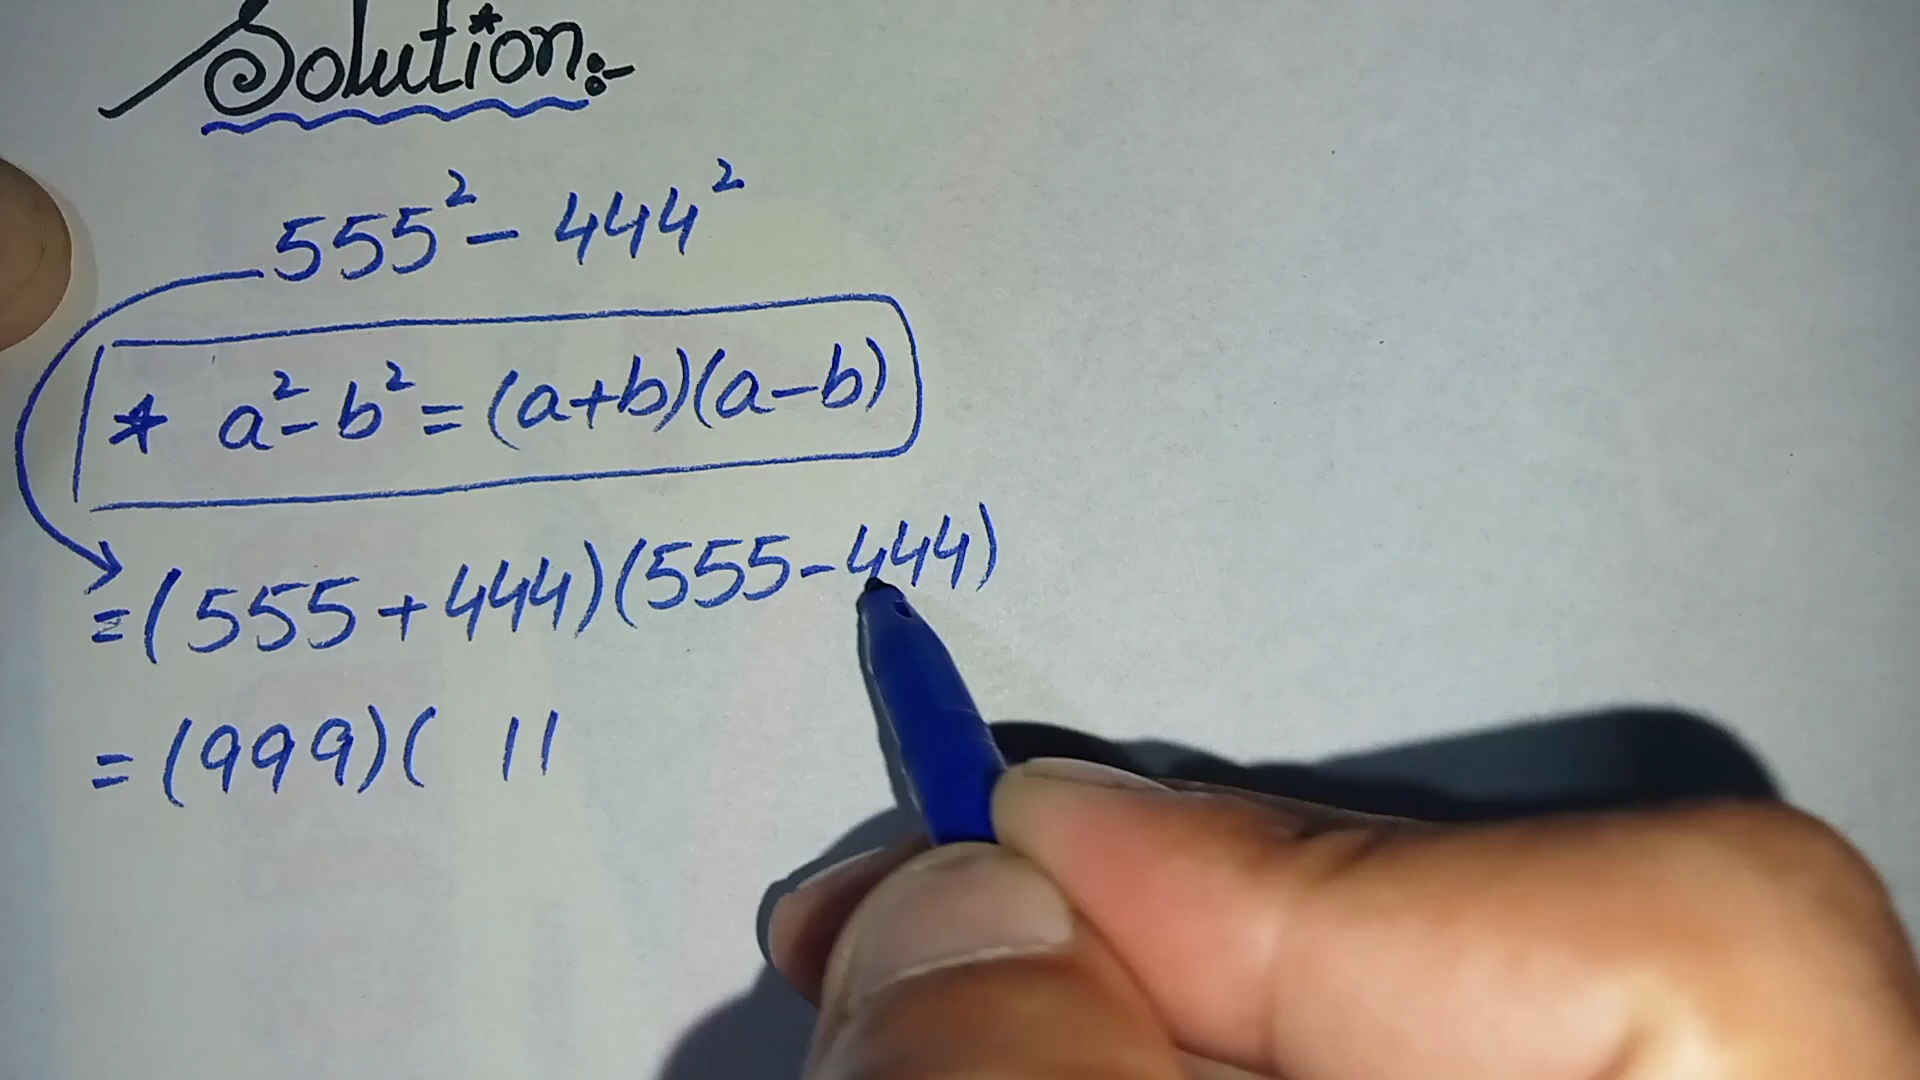 Solution:-
555² - 444²
* a² - b² = (a+b)(a-b)
= (555 + 444)(555 - 444)
= (999)( 11